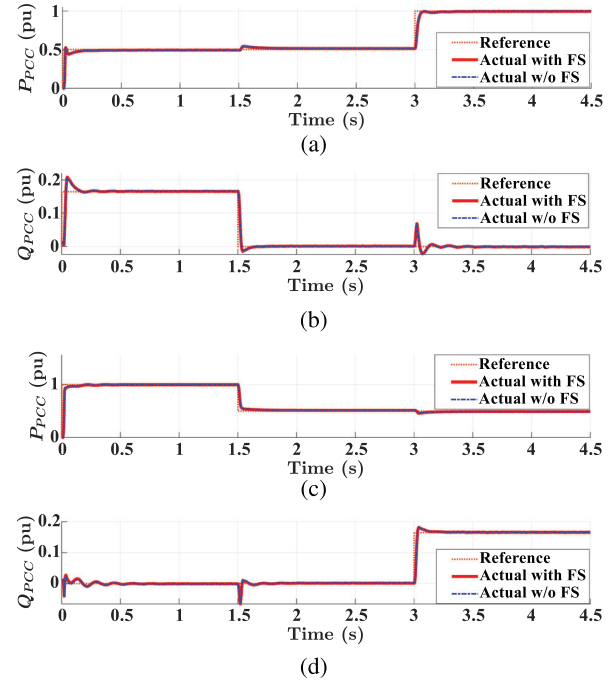 P_PCC (pu)
1
0.5
0
Reference
Actual with FS
Actual w/o FS
0 0.5 1 1.5 2 2.5 3 3.5 4 4.5
Time (s)
(a)
Q_PCC (pu)
0.2
0.1
0
Reference
Actual with FS
Actual w/o FS
0 0.5 1 1.5 2 2.5 3 3.5 4 4.5
Time (s)
(b)
P_PCC (pu)
1
0
Reference
Actual with FS
Actual w/o FS
0 0.5 1 1.5 2 2.5 3 3.5 4 4.5
Time (s)
(c)
Q_PCC (pu)
0.2
0.1
0
Reference
Actual with FS
Actual w/o FS
0 0.5 1 1.5 2 2.5 3 3.5 4 4.5
Time (s)
(d)